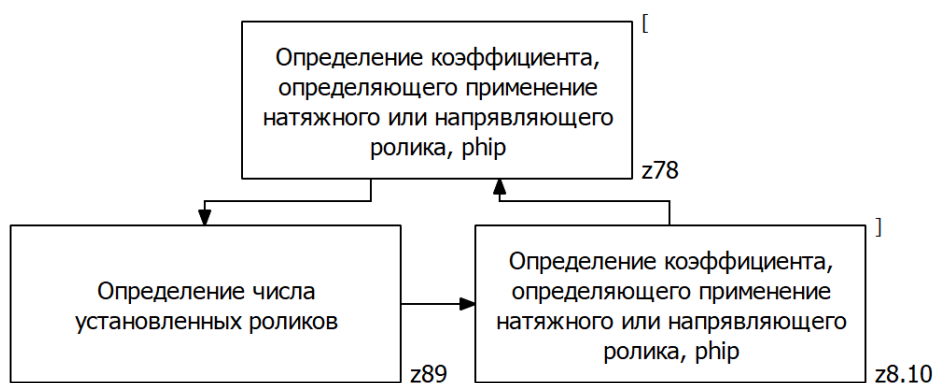 [
Определение коэффициента,
определяющего применение
натяжного или напрявляющего
ролика, phip
z78
Определение числа
установленных роликов
z89
]
Определение коэффициента,
определяющего применение
натяжного или напрявляющего
ролика, phip
z8.10